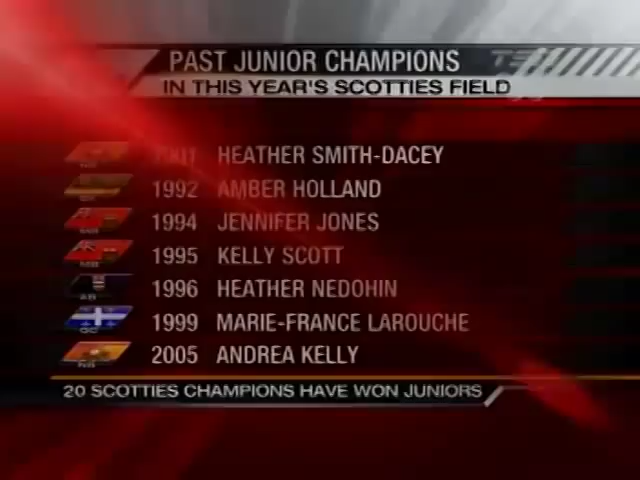 PAST JUNIOR CHAMPIONS
TSN
IN THIS YEAR'S SCOTTIES FIELD
HEATHER SMITH-DACEY
1992 AMBER HOLLAND
1994 JENNIFER JONES
1995 KELLY SCOTT
1996 HEATHER NEDOHIN
1999 MARIE-FRANCE LAROUCHE
2005 ANDREA KELLY
20 SCOTTIES CHAMPIONS HAVE WON JUNIORS